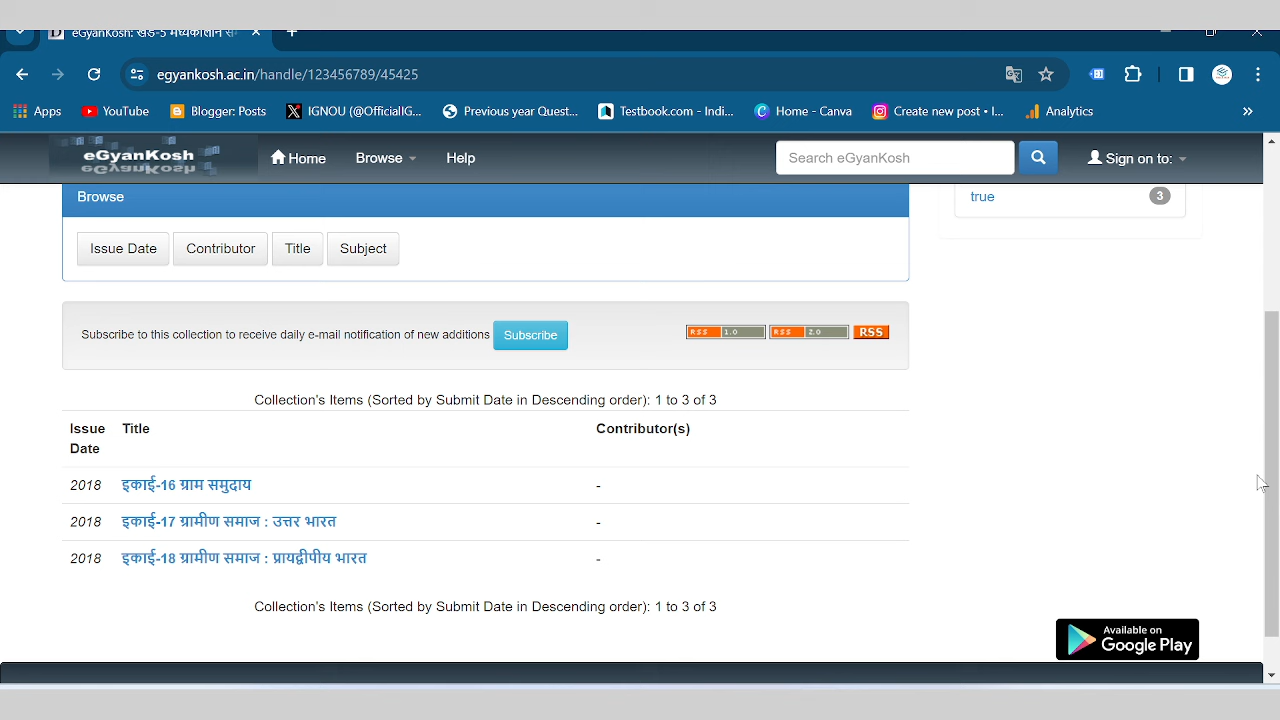 eGyanKosh: खंड-5 मध्यकालीन
egyankosh.ac.in/handle/123456789/45425
Apps YouTube Blogger: Posts IGNOU (@OfficialIG... Previous year Quest... Testbook.com - Indi... Home - Canva Create new post • I... Analytics
eGyanKosh Home Browse Help Search eGyanKosh Sign on to:
Browse
true 3
Issue Date Contributor Title Subject
Subscribe to this collection to receive daily e-mail notification of new additions Subscribe RSS 1.0 RSS 2.0 RSS
Collection's Items (Sorted by Submit Date in Descending order): 1 to 3 of 3
Issue Date Title Contributor(s)
2018 इकाई-16 ग्राम समुदाय -
2018 इकाई-17 ग्रामीण समाज : उत्तर भारत -
2018 इकाई-18 ग्रामीण समाज : प्रायद्वीपीय भारत -
Collection's Items (Sorted by Submit Date in Descending order): 1 to 3 of 3
Available on
Google Play